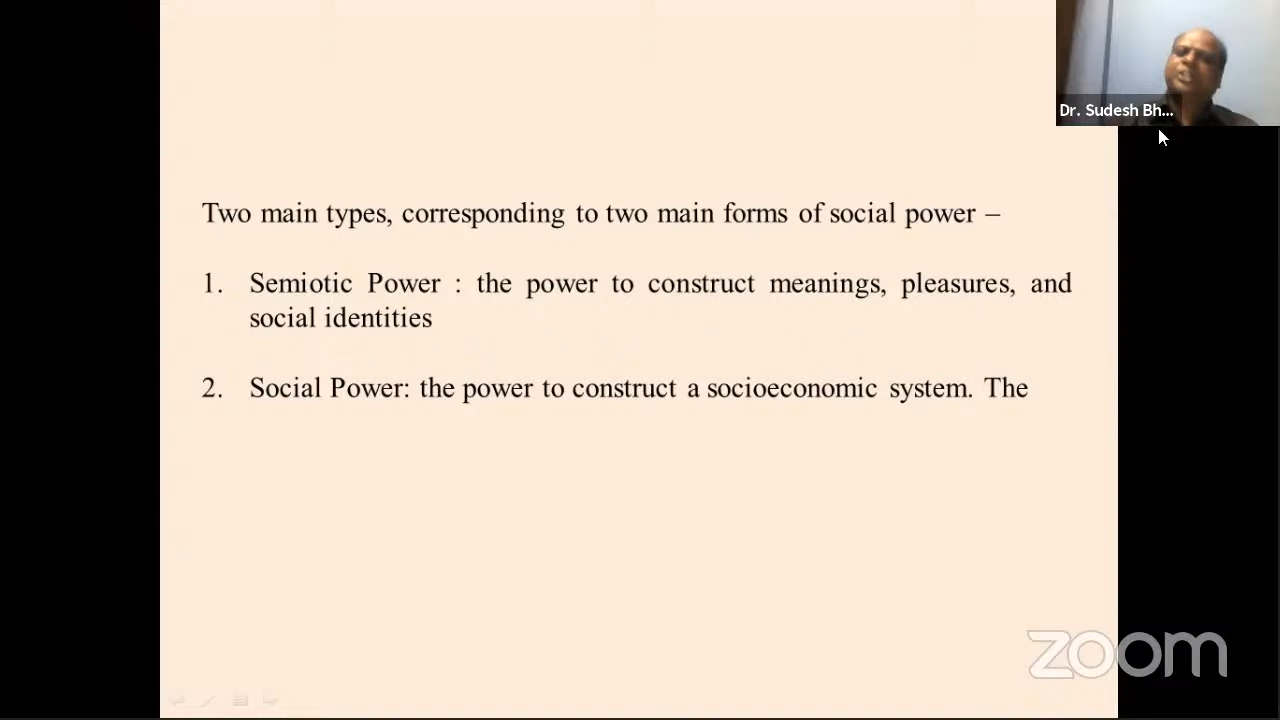 Dr. Sudesh Bh...
Two main types, corresponding to two main forms of social power –
1. Semiotic Power : the power to construct meanings, pleasures, and
social identities
2. Social Power: the power to construct a socioeconomic system. The
zoom